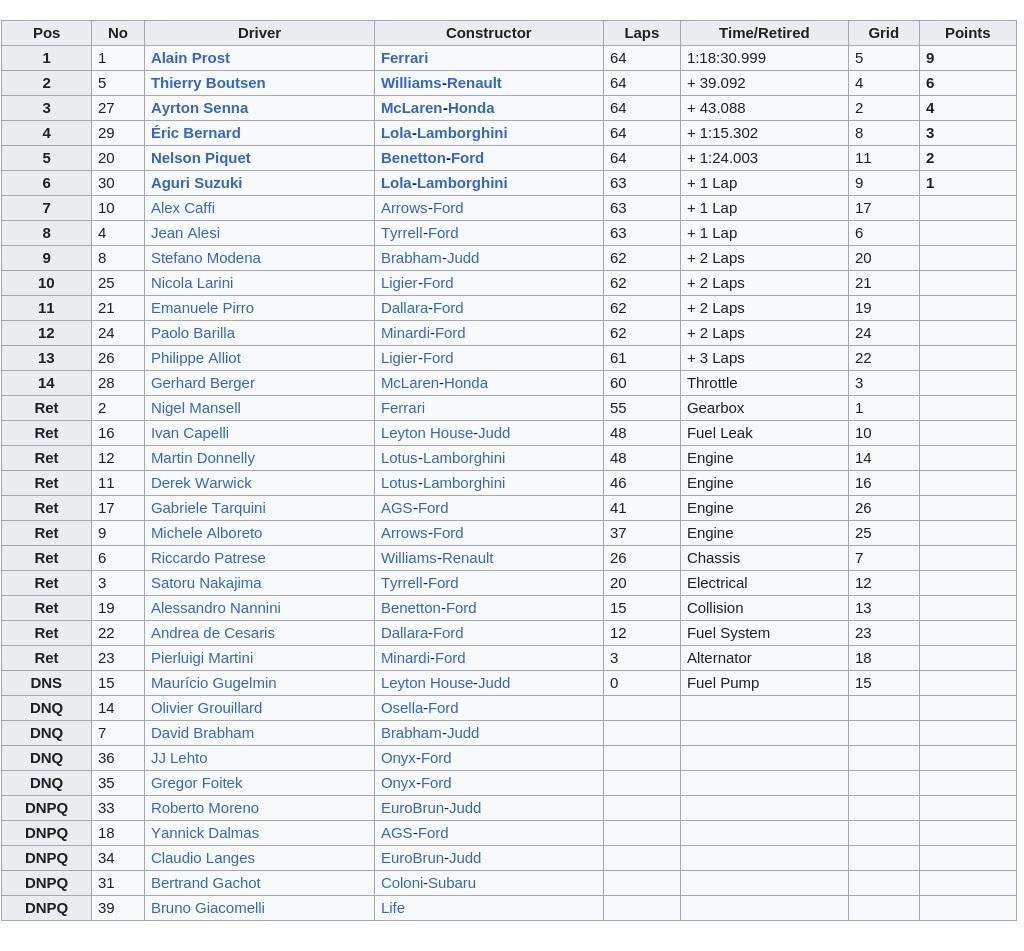 Pos No Driver Constructor Laps Time/Retired Grid Points
1 1 Alain Prost Ferrari 64 1:18:30.999 5 9
2 5 Thierry Boutsen Williams-Renault 64 + 39.092 4 6
3 27 Ayrton Senna McLaren-Honda 64 + 43.088 2 4
4 29 Éric Bernard Lola-Lamborghini 64 + 1:15.302 8 3
5 20 Nelson Piquet Benetton-Ford 64 + 1:24.003 11 2
6 30 Aguri Suzuki Lola-Lamborghini 63 + 1 Lap 9 1
7 10 Alex Caffi Arrows-Ford 63 + 1 Lap 17
8 4 Jean Alesi Tyrrell-Ford 63 + 1 Lap 6
9 8 Stefano Modena Brabham-Judd 62 + 2 Laps 20
10 25 Nicola Larini Ligier-Ford 62 + 2 Laps 21
11 21 Emanuele Pirro Dallara-Ford 62 + 2 Laps 19
12 24 Paolo Barilla Minardi-Ford 62 + 2 Laps 24
13 26 Philippe Alliot Ligier-Ford 61 + 3 Laps 22
14 28 Gerhard Berger McLaren-Honda 60 Throttle 3
Ret 2 Nigel Mansell Ferrari 55 Gearbox 1
Ret 16 Ivan Capelli Leyton House-Judd 48 Fuel Leak 10
Ret 12 Martin Donnelly Lotus-Lamborghini 48 Engine 14
Ret 11 Derek Warwick Lotus-Lamborghini 46 Engine 16
Ret 17 Gabriele Tarquini AGS-Ford 41 Engine 26
Ret 9 Michele Alboreto Arrows-Ford 37 Engine 25
Ret 6 Riccardo Patrese Williams-Renault 26 Chassis 7
Ret 3 Satoru Nakajima Tyrrell-Ford 20 Electrical 12
Ret 19 Alessandro Nannini Benetton-Ford 15 Collision 13
Ret 22 Andrea de Cesaris Dallara-Ford 12 Fuel System 23
Ret 23 Pierluigi Martini Minardi-Ford 3 Alternator 18
DNS 15 Maurício Gugelmin Leyton House-Judd 0 Fuel Pump 15
DNQ 14 Olivier Grouillard Osella-Ford
DNQ 7 David Brabham Brabham-Judd
DNQ 36 JJ Lehto Onyx-Ford
DNQ 35 Gregor Foitek Onyx-Ford
DNPQ 33 Roberto Moreno EuroBrun-Judd
DNPQ 18 Yannick Dalmas AGS-Ford
DNPQ 34 Claudio Langes EuroBrun-Judd
DNPQ 31 Bertrand Gachot Coloni-Subaru
DNPQ 39 Bruno Giacomelli Life